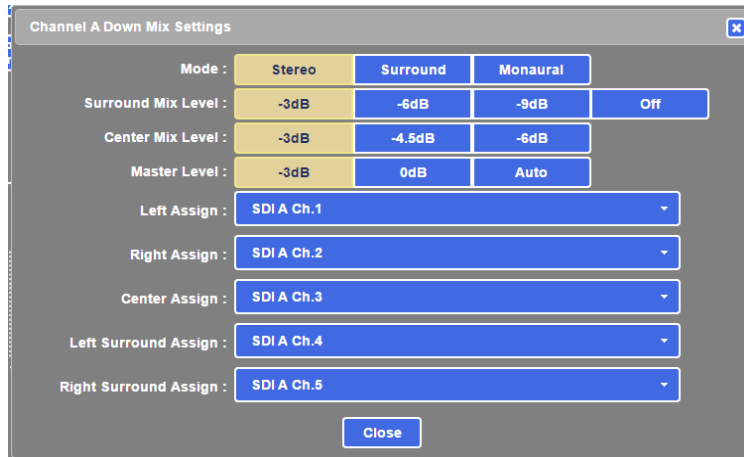 Channel A Down Mix Settings
Mode : Stereo Surround Monaural
Surround Mix Level : -3dB -6dB -9dB Off
Center Mix Level : -3dB -4.5dB -6dB
Master Level : -3dB 0dB Auto
Left Assign : SDI A Ch.1
Right Assign : SDI A Ch.2
Center Assign : SDI A Ch.3
Left Surround Assign : SDI A Ch.4
Right Surround Assign : SDI A Ch.5
Close